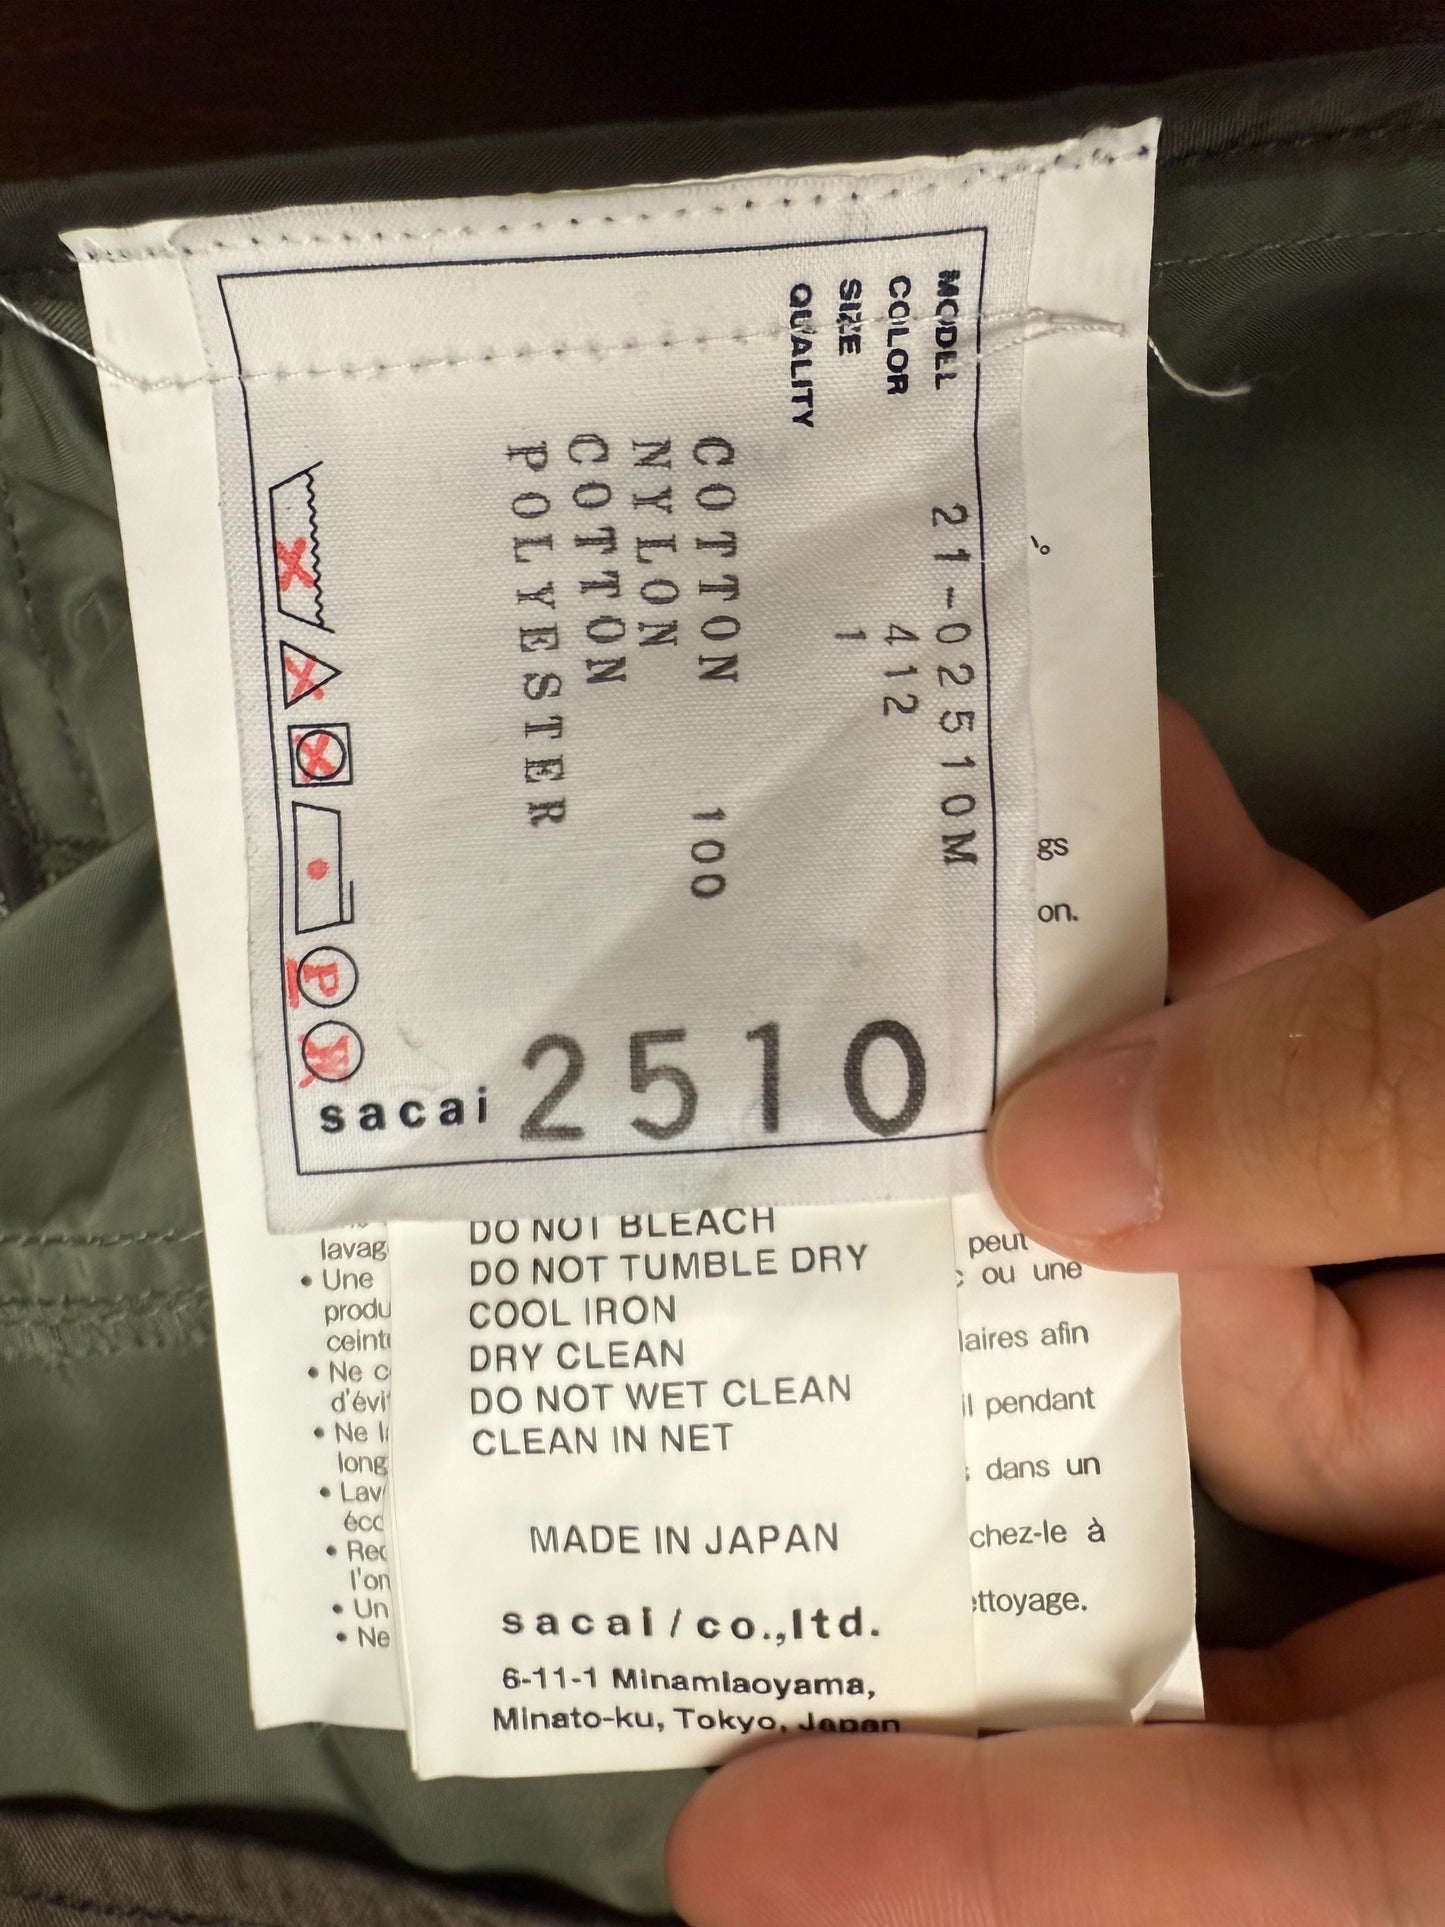 MODEL 21-02510M
COLOR 412
SIZE 1
QUALITY
COTTON 100
NYLON
COTTON
POLYESTER
P
sacai 2510
gs
on.
DO NOT BLEACH
DO NOT TUMBLE DRY
COOL IRON
DRY CLEAN
DO NOT WET CLEAN
CLEAN IN NET
MADE IN JAPAN
sacai/co.,ltd.
6-11-1 Minamiaoyama,
Minato-ku, Tokyo, Japan
lavag
• Une
produ
ceintu
• Ne c
d'évi
• Ne l
long
• Lav
éco
• Rec
l'on
• Un
• Ne
peut
ou une
laires afin
il pendant
dans un
chez-le à
ettoyage.